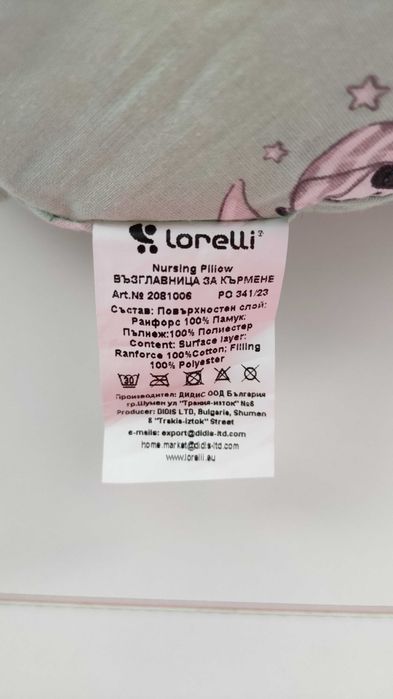 lorelli
Nursing Pillow
ВЪЗГЛАВНИЦА ЗА КЪРМЕНЕ
Art.№ 2081006 PO 341/23
Състав: Повърхностен слой:
Ранфорс 100% Памук;
Пълнеж:100% Полиестер
Content: Surface layer:
Ranforce 100%Cotton; Filling
100% Polyester
30
Производител: ДИДИС ООД България
гр.Шумен ул "Тракия-изток" №8
Producer: DIDIS LTD, Bulgaria, Shumen
8 "Trakia-iztok" Street
e-mails: export@didis-ltd.com
home.market@didis-ltd.com
www.lorelli.eu